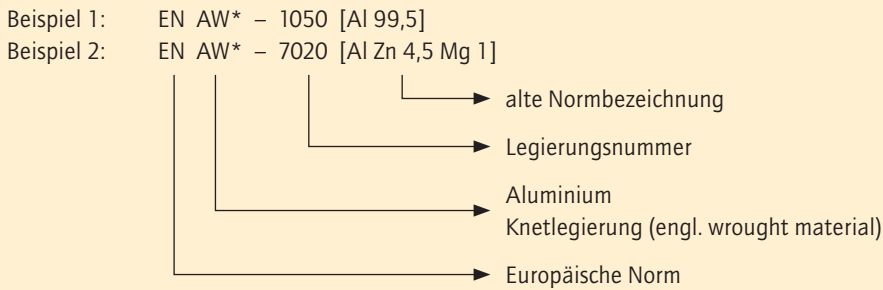 Beispiel 1: EN AW* – 1050 [Al 99,5]
Beispiel 2: EN AW* – 7020 [Al Zn 4,5 Mg 1]
alte Normbezeichnung
Legierungsnummer
Aluminium
Knetlegierung (engl. wrought material)
Europäische Norm